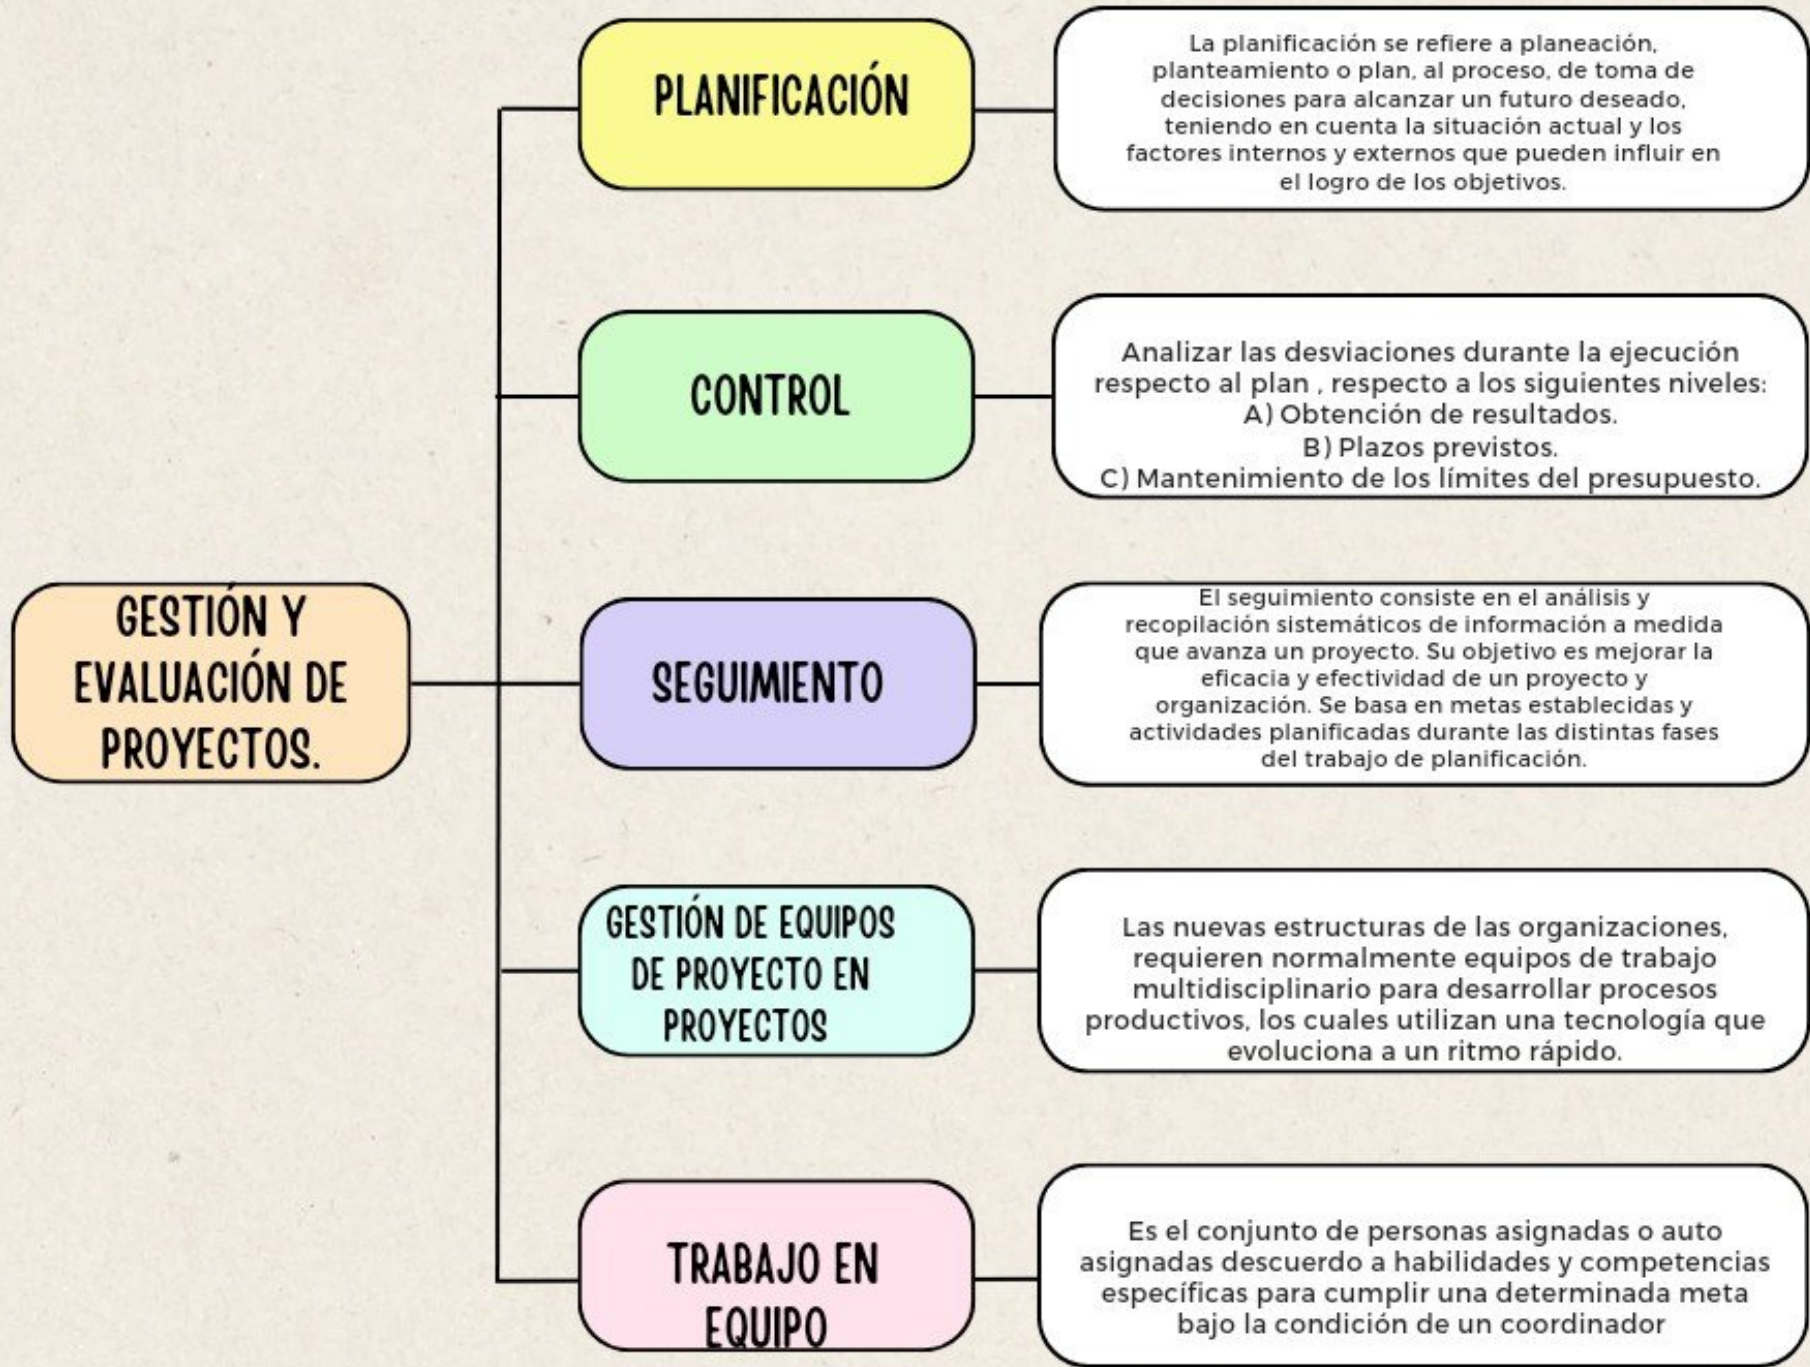 GESTIÓN Y
EVALUACIÓN DE
PROYECTOS.
PLANIFICACIÓN
La planificación se refiere a planeación,
planteamiento o plan, al proceso, de toma de
decisiones para alcanzar un futuro deseado,
teniendo en cuenta la situación actual y los
factores internos y externos que pueden influir en
el logro de los objetivos.
CONTROL
Analizar las desviaciones durante la ejecución
respecto al plan , respecto a los siguientes niveles:
A) Obtención de resultados.
B) Plazos previstos.
C) Mantenimiento de los límites del presupuesto.
SEGUIMIENTO
El seguimiento consiste en el análisis y
recopilación sistemáticos de información a medida
que avanza un proyecto. Su objetivo es mejorar la
eficacia y efectividad de un proyecto y
organización. Se basa en metas establecidas y
actividades planificadas durante las distintas fases
del trabajo de planificación.
GESTIÓN DE EQUIPOS
DE PROYECTO EN
PROYECTOS
Las nuevas estructuras de las organizaciones,
requieren normalmente equipos de trabajo
multidisciplinario para desarrollar procesos
productivos, los cuales utilizan una tecnología que
evoluciona a un ritmo rápido.
TRABAJO EN
EQUIPO
Es el conjunto de personas asignadas o auto
asignadas descuerdo a habilidades y competencias
específicas para cumplir una determinada meta
bajo la condición de un coordinador